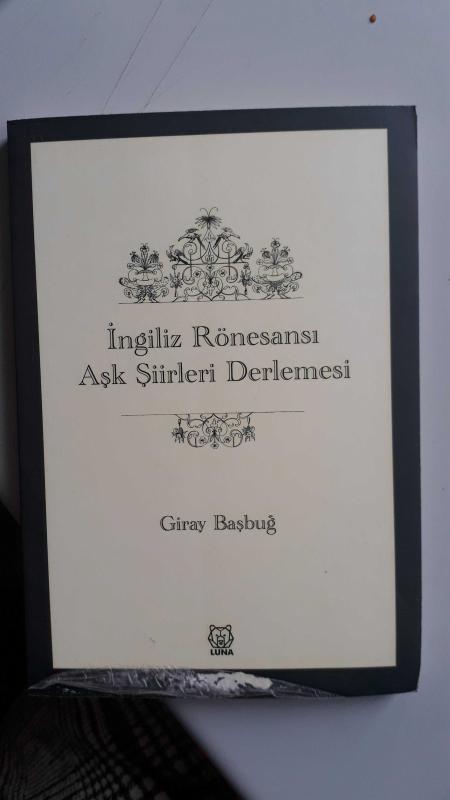 İngiliz Rönesansı
Aşk Şiirleri Derlemesi
Giray Başbuğ
LUNA